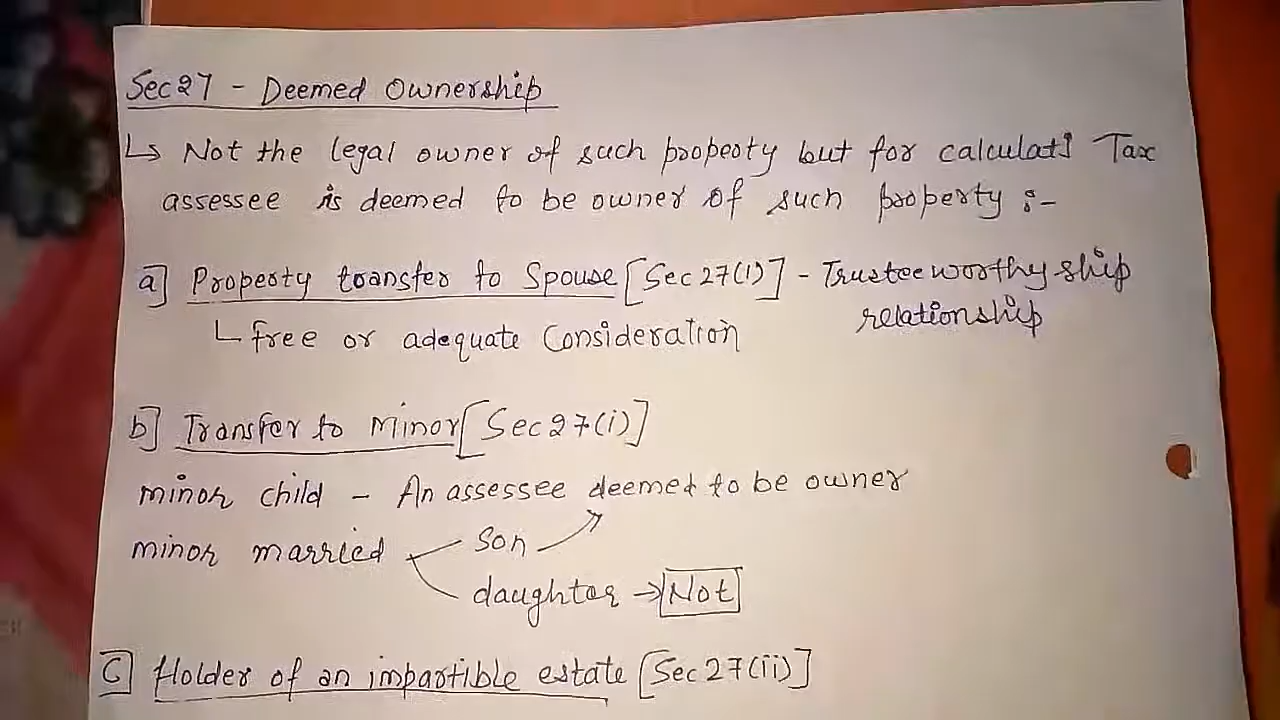 Sec 27 - Deemed Ownership
↳ Not the legal owner of such property but for calculatⁿ Tax
assessee is deemed to be owner of such property :-
a] Property transfer to Spouse [Sec 27(i)] - Trustee worthy ship
relationship
└ free or adequate Consideration
b] Transfer to Minor [Sec 27(i)]
minor child - An assessee deemed to be owner
minor married son
daughter → Not
C] Holder of an impartible estate [Sec 27(ii)]